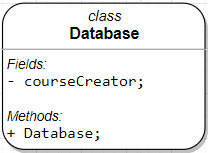 class
Database
Fields:
- courseCreator;
Methods:
+ Database;